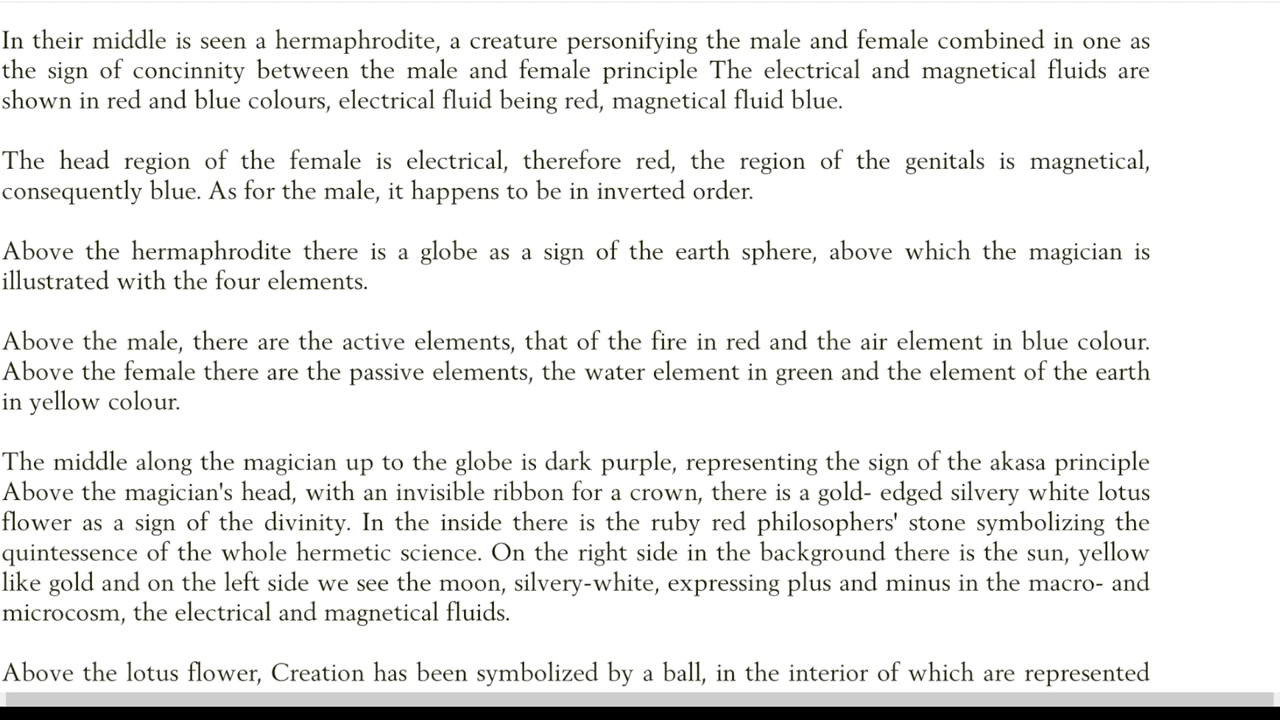 In their middle is seen a hermaphrodite, a creature personifying the male and female combined in one as
the sign of concinnity between the male and female principle The electrical and magnetical fluids are
shown in red and blue colours, electrical fluid being red, magnetical fluid blue.
The head region of the female is electrical, therefore red, the region of the genitals is magnetical,
consequently blue. As for the male, it happens to be in inverted order.
Above the hermaphrodite there is a globe as a sign of the earth sphere, above which the magician is
illustrated with the four elements.
Above the male, there are the active elements, that of the fire in red and the air element in blue colour.
Above the female there are the passive elements, the water element in green and the element of the earth
in yellow colour.
The middle along the magician up to the globe is dark purple, representing the sign of the akasa principle
Above the magician's head, with an invisible ribbon for a crown, there is a gold- edged silvery white lotus
flower as a sign of the divinity. In the inside there is the ruby red philosophers' stone symbolizing the
quintessence of the whole hermetic science. On the right side in the background there is the sun, yellow
like gold and on the left side we see the moon, silvery-white, expressing plus and minus in the macro- and
microcosm, the electrical and magnetical fluids.
Above the lotus flower, Creation has been symbolized by a ball, in the interior of which are represented